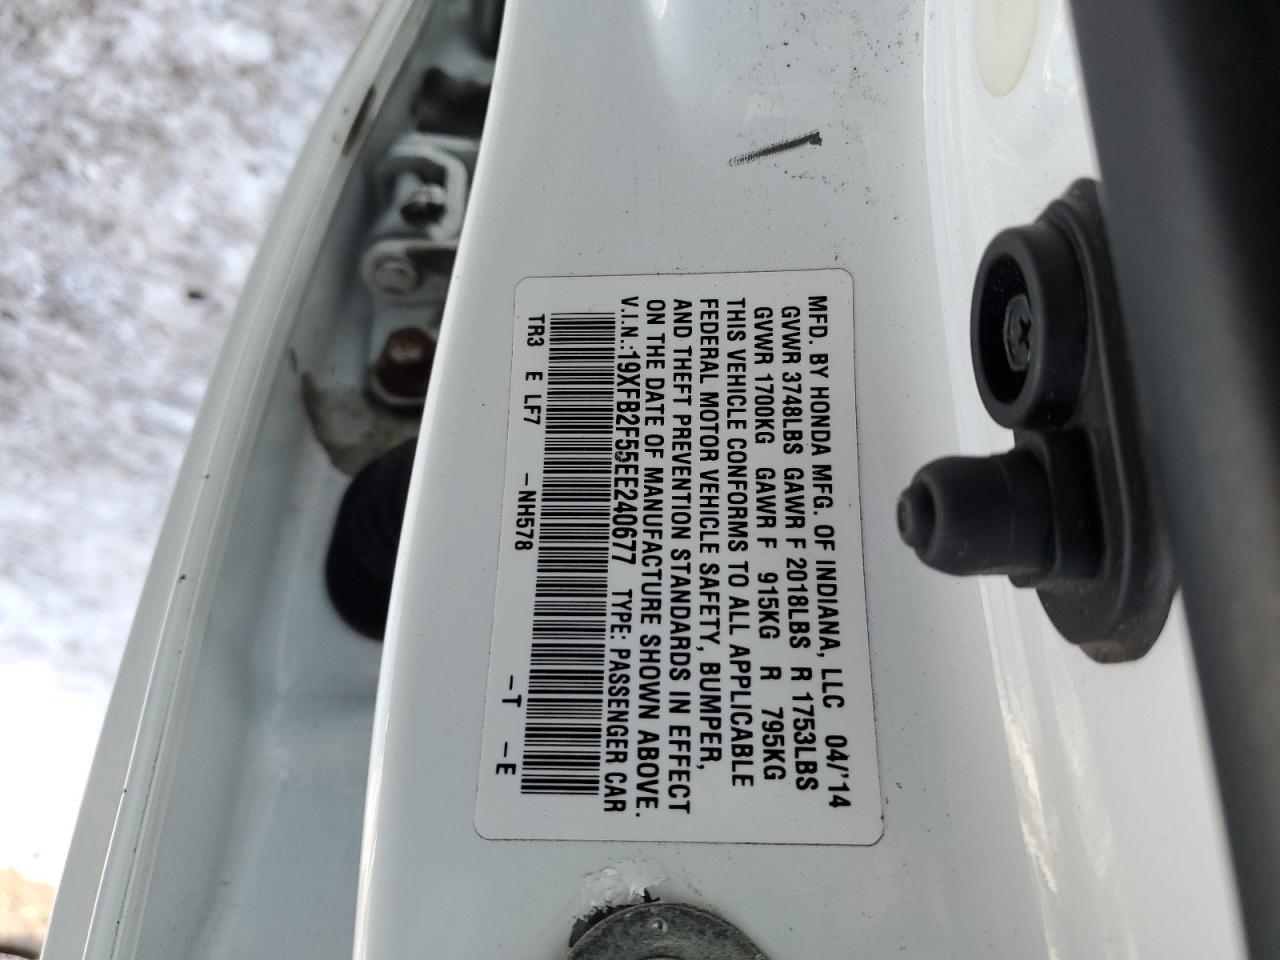 MFD. BY HONDA MFG. OF INDIANA, LLC 04/'14
GVWR 3748LBS GAWR F 2018LBS R 1753LBS
GVWR 1700KG GAWR F 915KG R 795KG
THIS VEHICLE CONFORMS TO ALL APPLICABLE
FEDERAL MOTOR VEHICLE SAFETY, BUMPER,
AND THEFT PREVENTION STANDARDS IN EFFECT
ON THE DATE OF MANUFACTURE SHOWN ABOVE.
V.I.N.:19XFB2F55EE240677 TYPE: PASSENGER CAR
TR3 E LF7 -NH578 -T -E